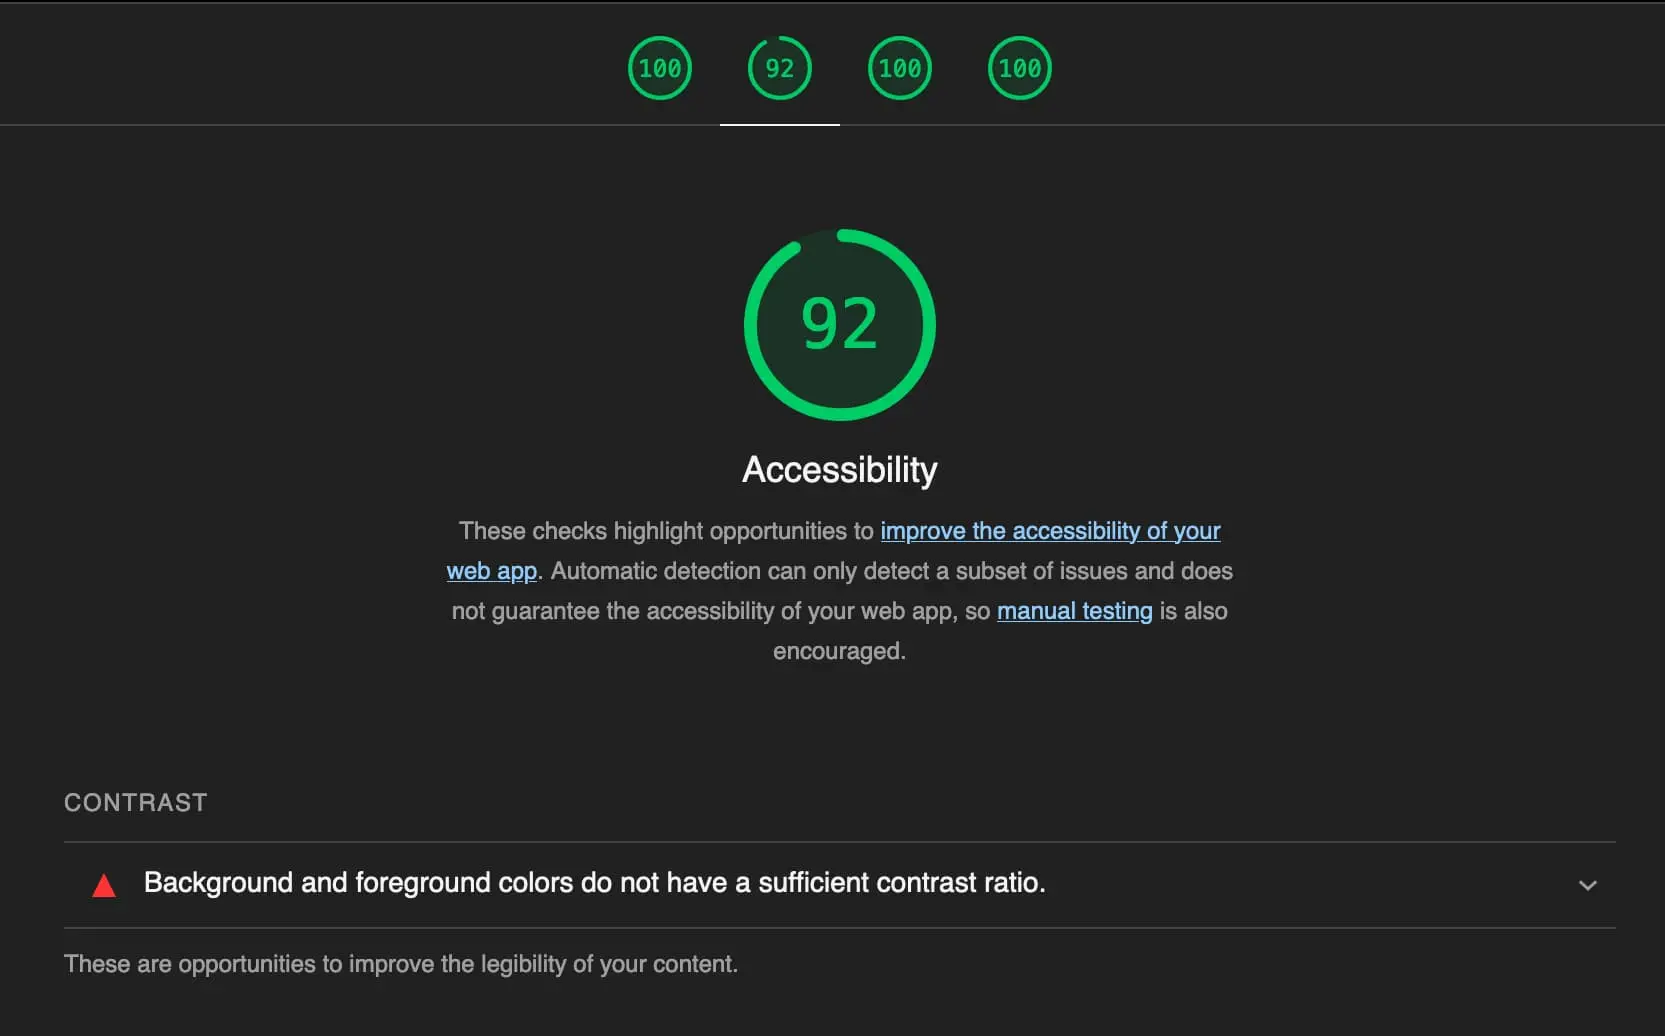 100 92 100 100
92
Accessibility
These checks highlight opportunities to improve the accessibility of your
web app. Automatic detection can only detect a subset of issues and does
not guarantee the accessibility of your web app, so manual testing is also
encouraged.
CONTRAST
Background and foreground colors do not have a sufficient contrast ratio.
These are opportunities to improve the legibility of your content.